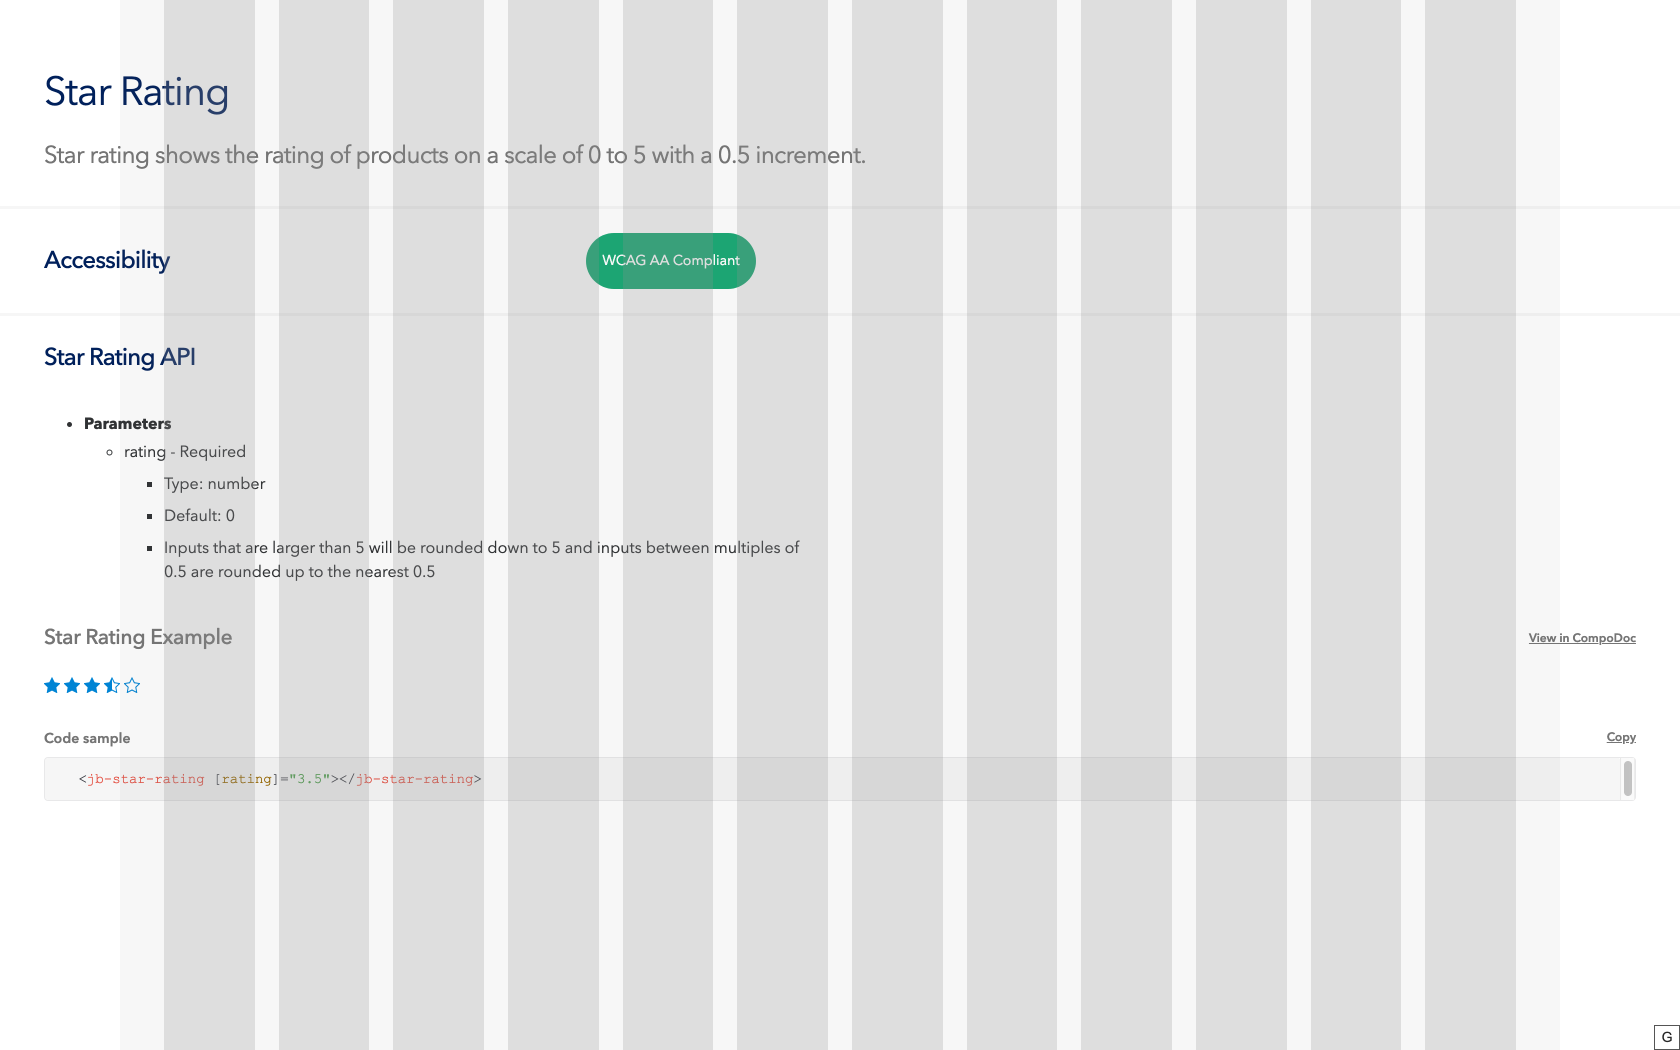 Star Rating
Star rating shows the rating of products on a scale of 0 to 5 with a 0.5 increment.
Accessibility
WCAG AA Compliant
Star Rating API
Parameters
rating - Required
Type: number
Default: 0
Inputs that are larger than 5 will be rounded down to 5 and inputs between multiples of
0.5 are rounded up to the nearest 0.5
Star Rating Example
View in CompoDoc
Code sample
Copy
<jb-star-rating [rating]="3.5"></jb-star-rating>
G